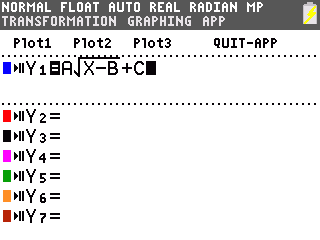 NORMAL FLOAT AUTO REAL RADIAN MP
TRANSFORMATION GRAPHING APP
Plot1 Plot2 Plot3 QUIT-APP
Y1=A√(X-B)+C
Y2=
Y3=
Y4=
Y5=
Y6=
Y7=